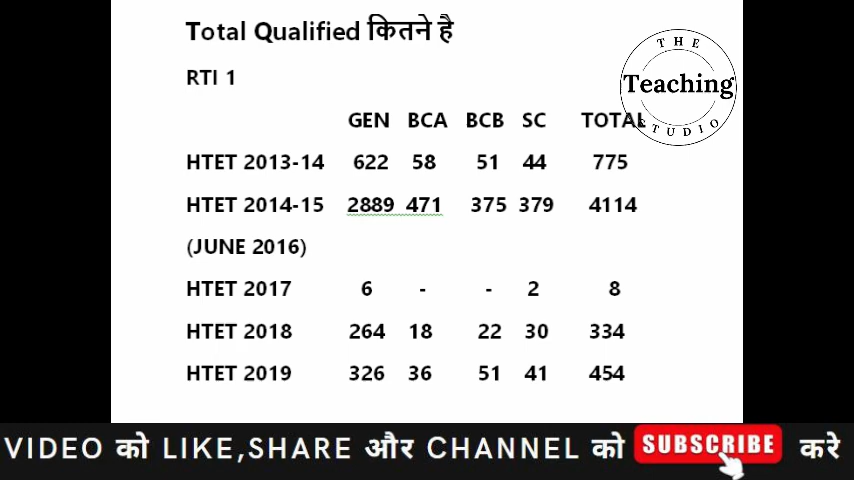 Total Qualified कितने है
RTI 1
THE
Teaching
STUDIO
GEN BCA BCB SC TOTAL
HTET 2013-14 622 58 51 44 775
HTET 2014-15 2889 471 375 379 4114
(JUNE 2016)
HTET 2017 6 - - 2 8
HTET 2018 264 18 22 30 334
HTET 2019 326 36 51 41 454
VIDEO को LIKE,SHARE और CHANNEL को SUBSCRIBE करे